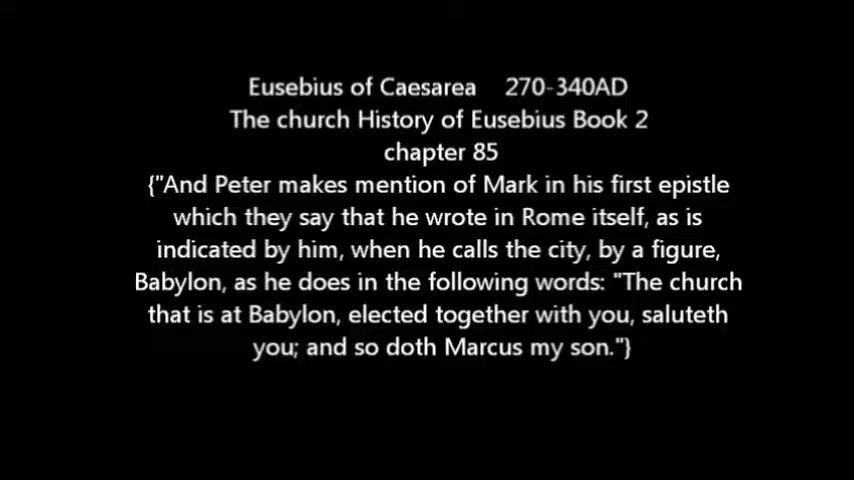 Eusebius of Caesarea 270-340AD
The church History of Eusebius Book 2
chapter 85
{"And Peter makes mention of Mark in his first epistle
which they say that he wrote in Rome itself, as is
indicated by him, when he calls the city, by a figure,
Babylon, as he does in the following words: "The church
that is at Babylon, elected together with you, saluteth
you; and so doth Marcus my son."}